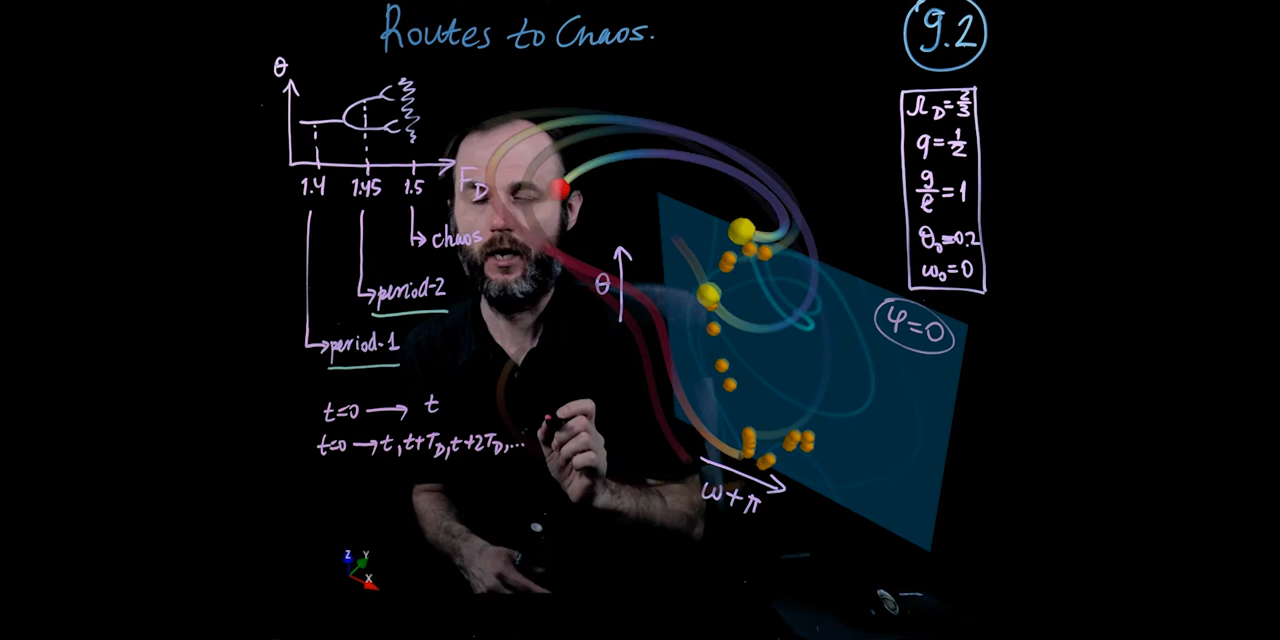 Routes to Chaos.
9.2
θ
1.4 1.45 1.5 F_D
chaos
period-2
period-1
t=0 → t
t=0 → t, t+T_D, t+2T_D, ...
Ω_D = 2/3
q = 1/2
g/ℓ = 1
θ_0 = 0.2
ω_0 = 0
φ=0
θ
ω+π
Z Y X